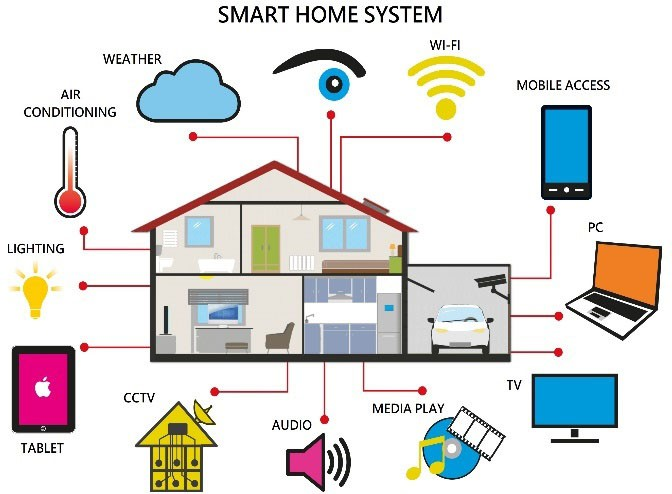 SMART HOME SYSTEM
WEATHER
WI-FI
AIR
CONDITIONING
MOBILE ACCESS
LIGHTING
PC
TABLET
CCTV
AUDIO
MEDIA PLAY
TV